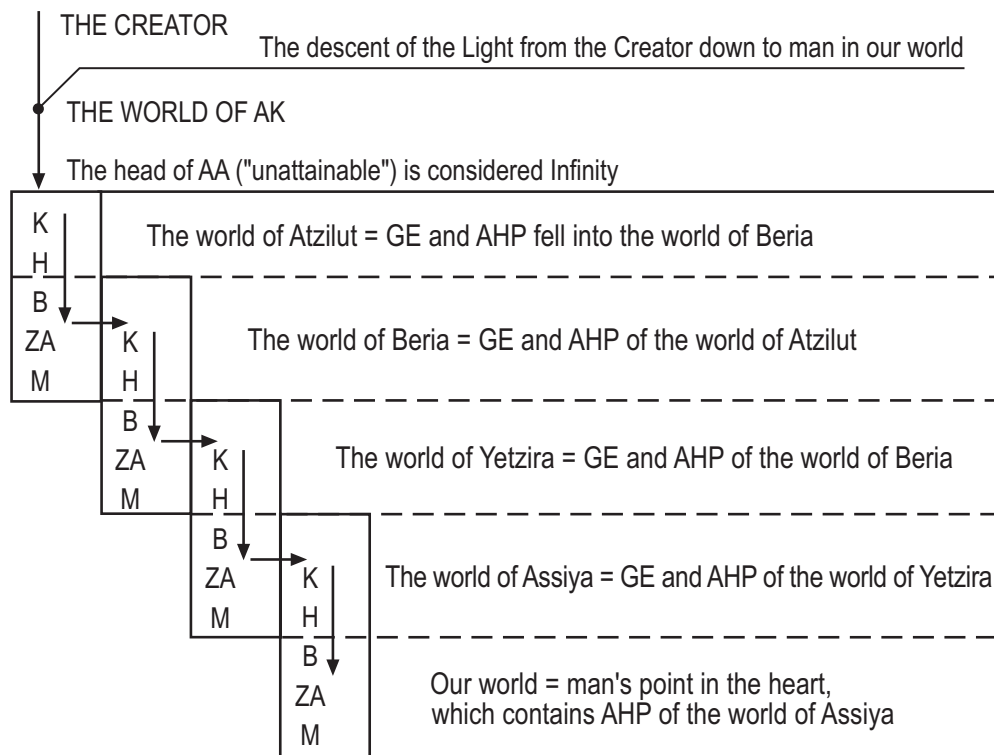 THE CREATOR
The descent of the Light from the Creator down to man in our world
THE WORLD OF AK
The head of AA ("unattainable") is considered Infinity
K
H
The world of Atzilut = GE and AHP fell into the world of Beria
B
ZA
M
K
H
The world of Beria = GE and AHP of the world of Atzilut
B
ZA
M
K
H
The world of Yetzira = GE and AHP of the world of Beria
B
ZA
M
K
H
The world of Assiya = GE and AHP of the world of Yetzira
B
ZA
M
Our world = man's point in the heart,
which contains AHP of the world of Assiya